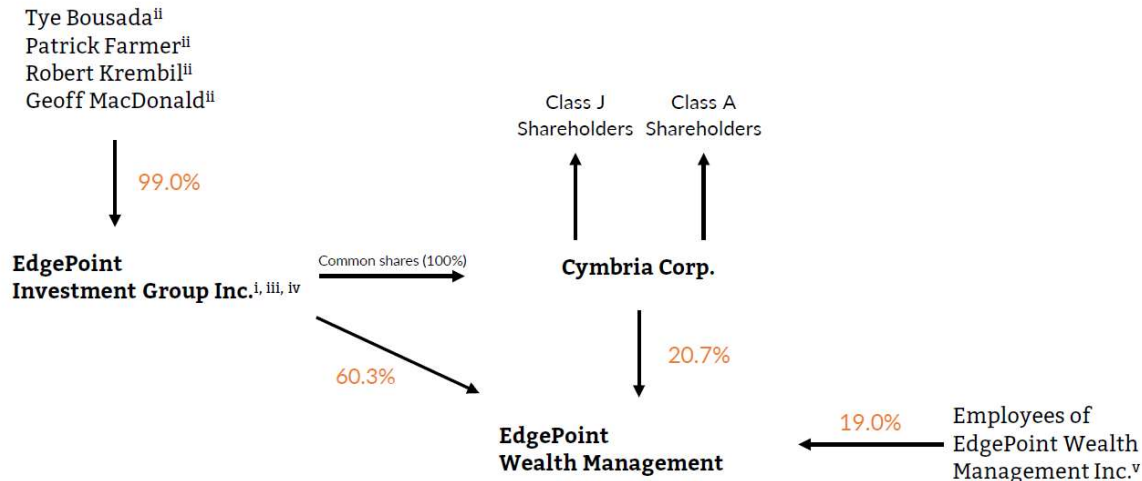 Tye Bousadaⁱⁱ
Patrick Farmerⁱⁱ
Robert Krembilⁱⁱ
Geoff MacDonaldⁱⁱ
99.0%
Class J
Shareholders
Class A
Shareholders
EdgePoint
Investment Group Inc.ⁱ, ⁱⁱⁱ, ⁱᵛ
Common shares (100%)
Cymbria Corp.
60.3%
20.7%
EdgePoint
Wealth Management
19.0%
Employees of
EdgePoint Wealth
Management Inc.ᵛ